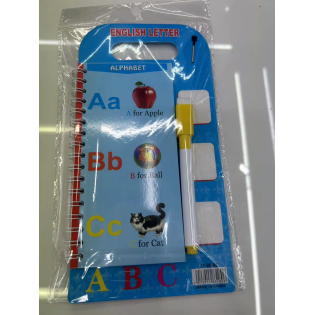 ENGLISH LETTER
ALPHABET
Aa
A for Apple
Bb
B for Ball
Cc
for Cat
A B C